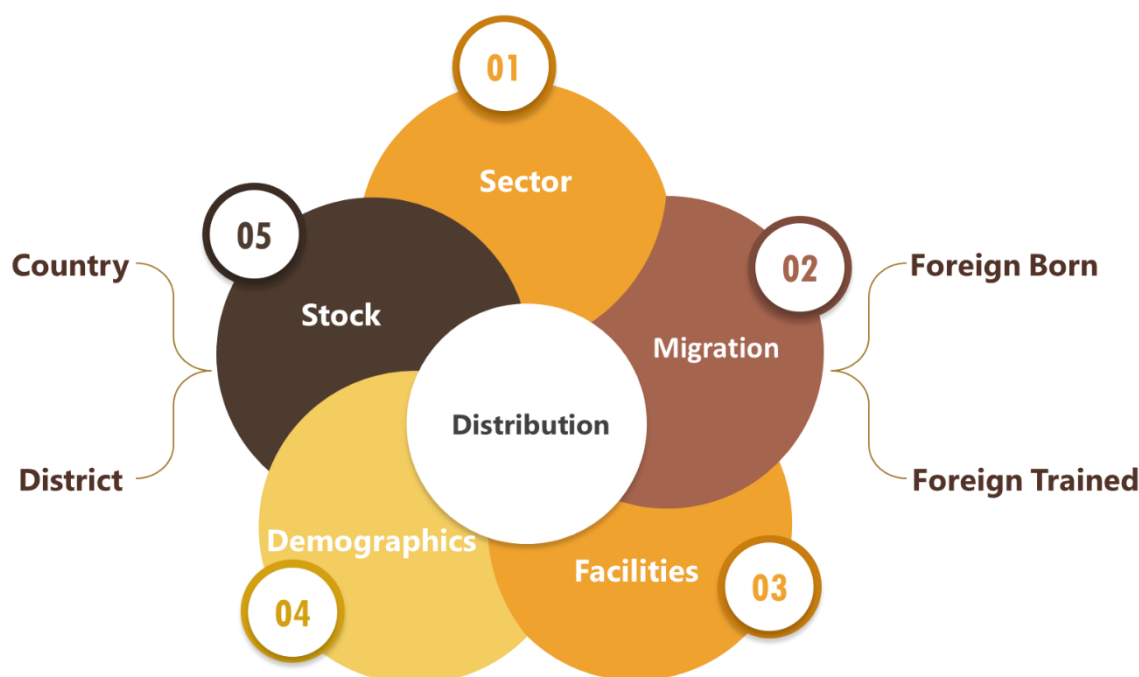 01
Sector
05
Country
Stock
District
02
Migration
Foreign Born
Foreign Trained
Distribution
04
Demographics
03
Facilities